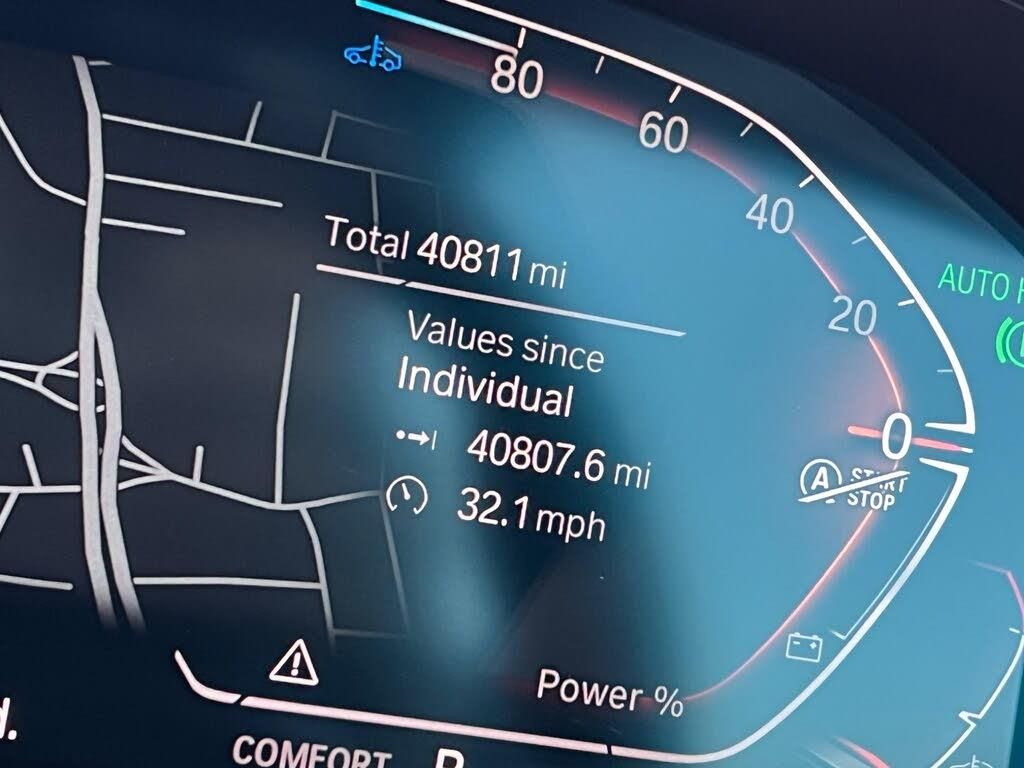 80
60
40
20
0
Total 40811 mi
Values since
Individual
40807.6 mi
32.1 mph
AUTO
A START
STOP
Power %
COMFORT